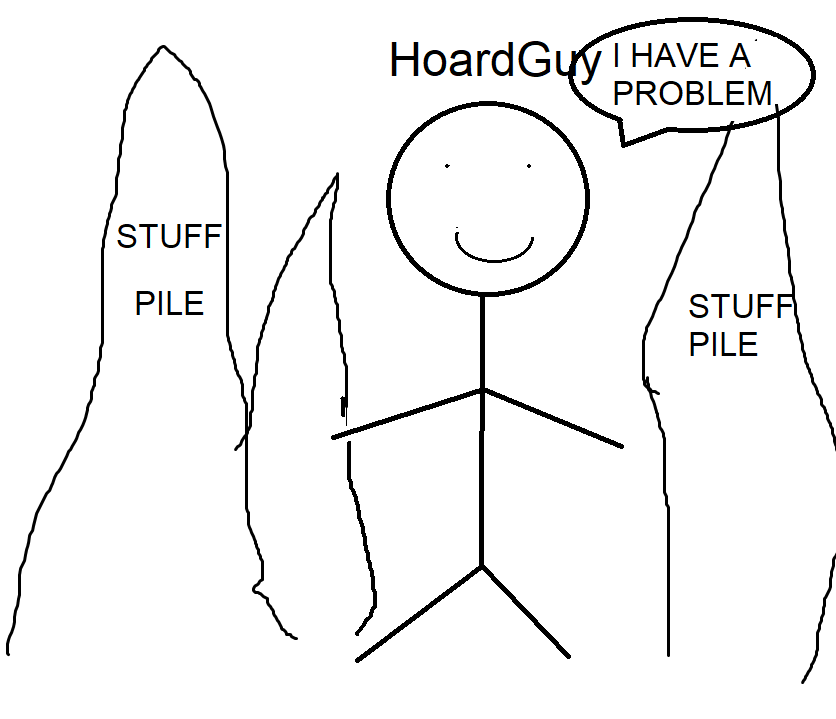 HoardGuy
I HAVE A
PROBLEM
STUFF
PILE
STUFF
PILE